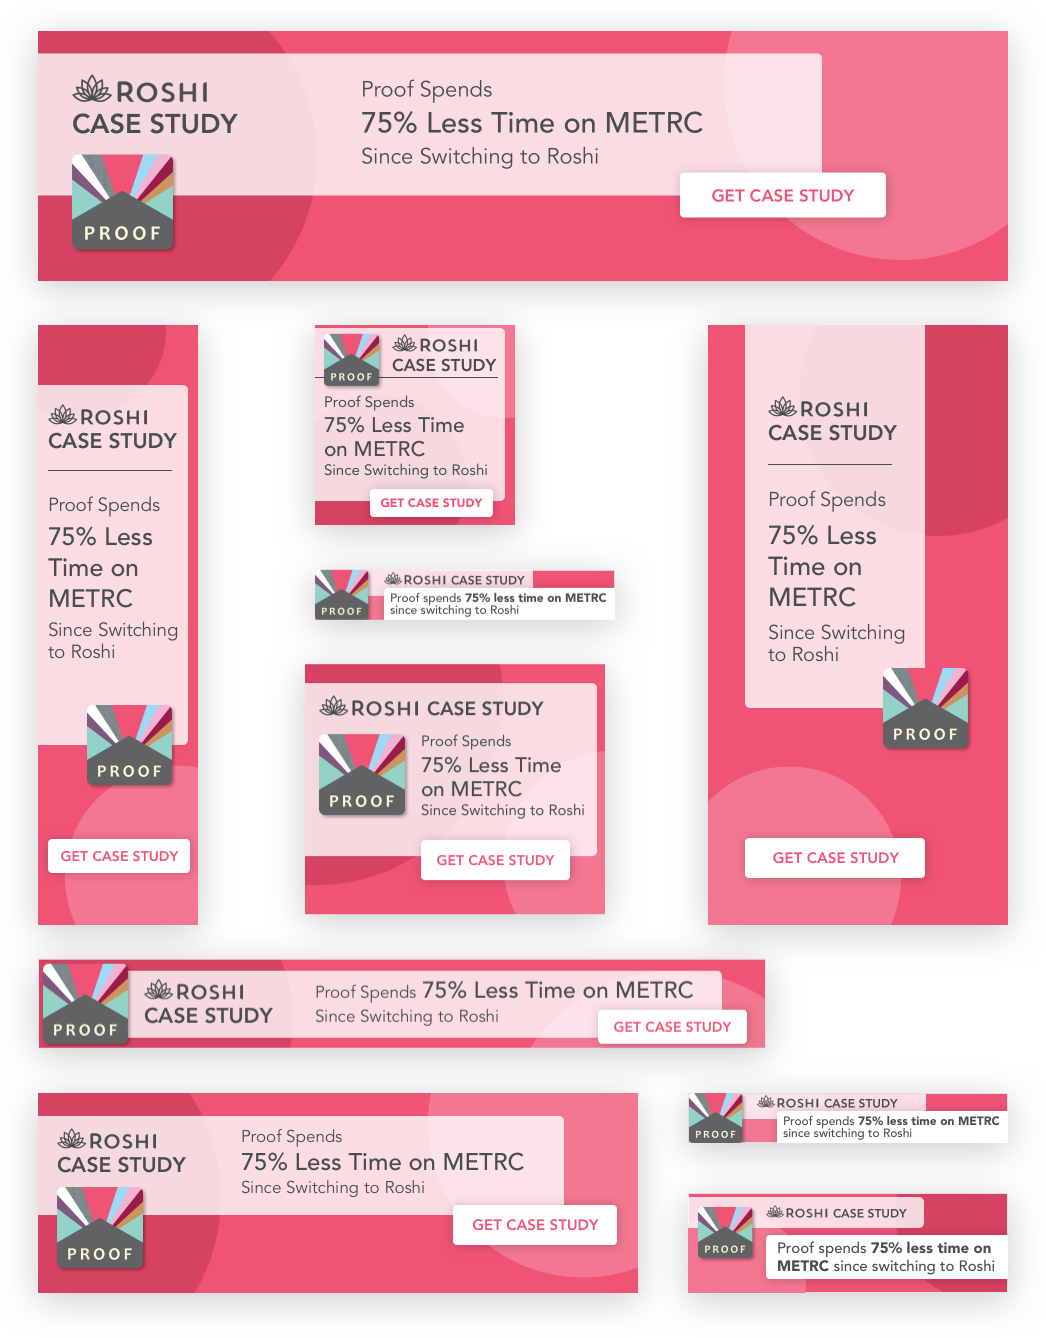 ROSHI
CASE STUDY
PROOF
Proof Spends
75% Less Time on METRC
Since Switching to Roshi
GET CASE STUDY
ROSHI
CASE STUDY
Proof Spends
75% Less
Time on
METRC
Since Switching
to Roshi
PROOF
GET CASE STUDY
PROOF
ROSHI
CASE STUDY
Proof Spends
75% Less Time
on METRC
Since Switching to Roshi
GET CASE STUDY
PROOF
ROSHI CASE STUDY
Proof spends 75% less time on METRC
since switching to Roshi
ROSHI CASE STUDY
PROOF
Proof Spends
75% Less Time
on METRC
Since Switching to Roshi
GET CASE STUDY
ROSHI
CASE STUDY
Proof Spends
75% Less
Time on
METRC
Since Switching
to Roshi
PROOF
GET CASE STUDY
PROOF
ROSHI
CASE STUDY
Proof Spends 75% Less Time on METRC
Since Switching to Roshi
GET CASE STUDY
ROSHI
CASE STUDY
PROOF
Proof Spends
75% Less Time on METRC
Since Switching to Roshi
GET CASE STUDY
PROOF
ROSHI CASE STUDY
Proof spends 75% less time on METRC
since switching to Roshi
PROOF
ROSHI CASE STUDY
Proof spends 75% less time on
METRC since switching to Roshi